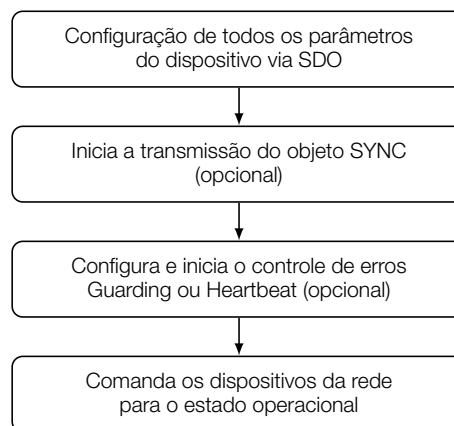 Configuração de todos os parâmetros
do dispositivo via SDO
Inicia a transmissão do objeto SYNC
(opcional)
Configura e inicia o controle de erros
Guarding ou Heartbeat (opcional)
Comanda os dispositivos da rede
para o estado operacional